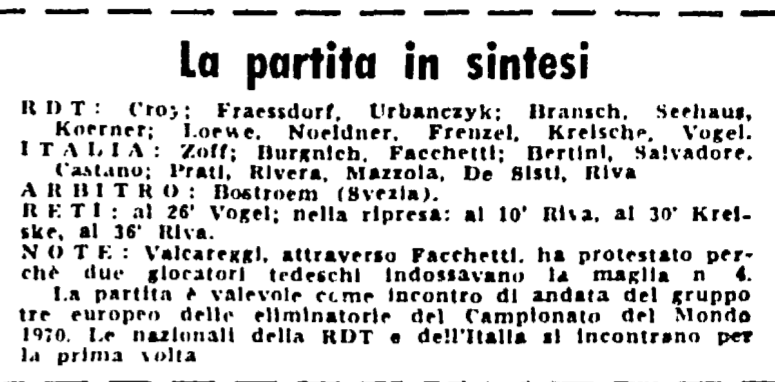 La partita in sintesi
RDT: Croy; Fraessdorf, Urbanczyk; Bransch, Seehaus,
Koerner; Loewe, Noeldner, Frenzel, Kreische, Vogel.
ITALIA: Zoff; Burgnich, Facchetti; Bertini, Salvadore,
Castano; Prati, Rivera, Mazzola, De Sisti, Riva
ARBITRO: Bostroem (Svezia).
RETI: al 26' Vogel; nella ripresa: al 10' Riva, al 30' Krei-
ske, al 36' Riva.
NOTE: Valcareggi, attraverso Facchetti, ha protestato per-
chè due giocatori tedeschi indossavano la maglia n 4.
La partita è valevole come incontro di andata del gruppo
tre europeo delle eliminatorie del Campionato del Mondo
1970. Le nazionali della RDT e dell'Italia si incontrano per
la prima volta